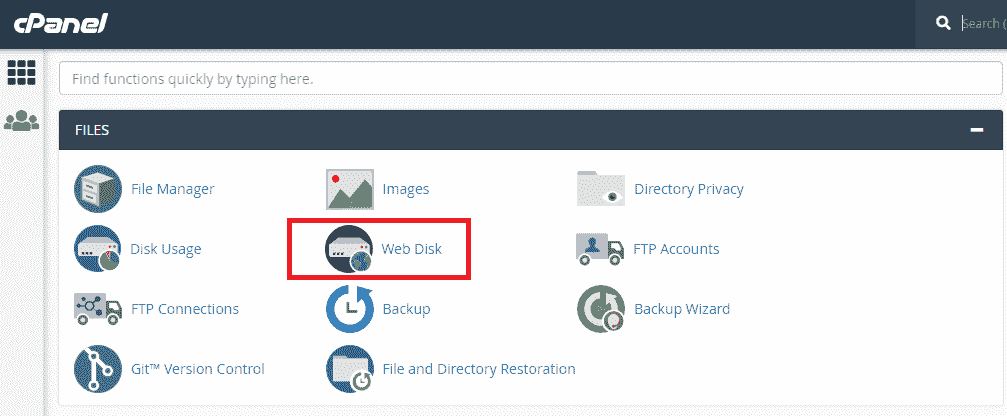 cPanel
Search (
Find functions quickly by typing here.
FILES
File Manager
Images
Directory Privacy
Disk Usage
Web Disk
FTP Accounts
FTP Connections
Backup
Backup Wizard
Git™ Version Control
File and Directory Restoration